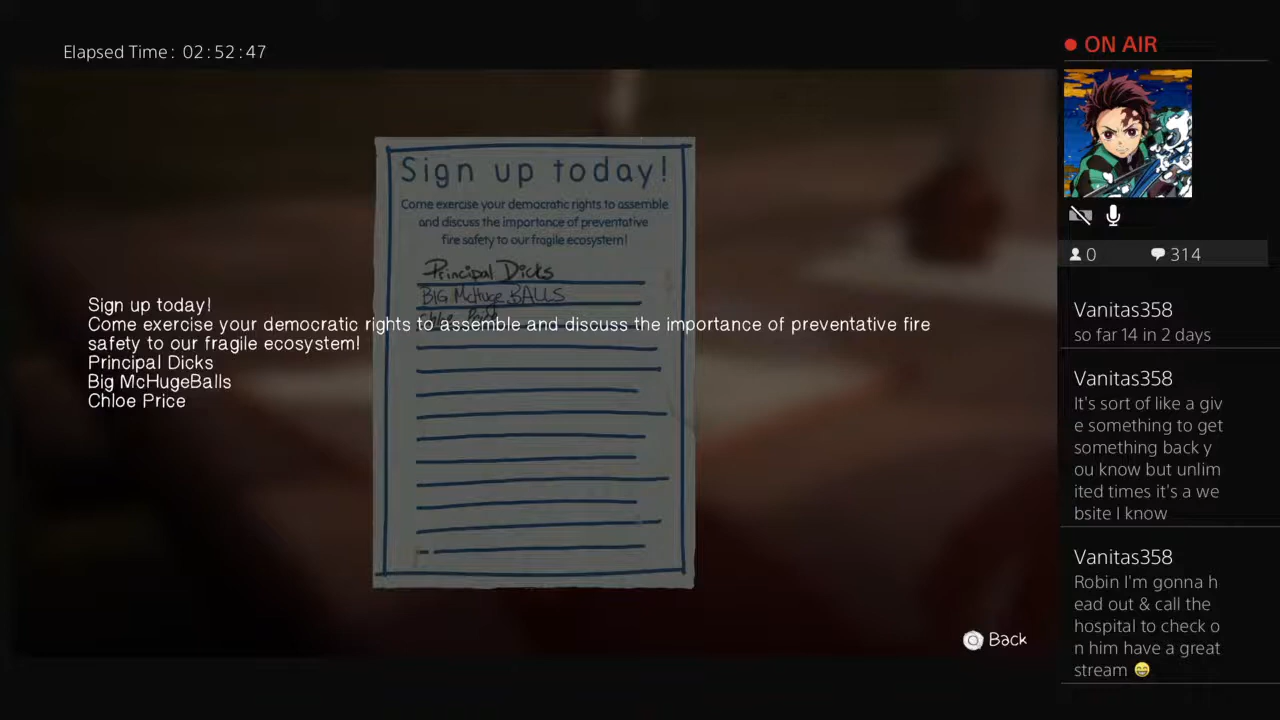 Elapsed Time: 02:52:47
ON AIR
0
314
Sign up today!
Come exercise your democratic rights to assemble
and discuss the importance of preventative
fire safety to our fragile ecosystem!
Principal Dicks
BIG McHuge BALLS
Chloe Price
Sign up today!
Come exercise your democratic rights to assemble and discuss the importance of preventative fire
safety to our fragile ecosystem!
Principal Dicks
Big McHugeBalls
Chloe Price
Back
Vanitas358
so far 14 in 2 days
Vanitas358
It's sort of like a giv
e something to get
something back y
ou know but unlim
ited times it's a we
bsite I know
Vanitas358
Robin I'm gonna h
ead out & call the
hospital to check o
n him have a great
stream 😁